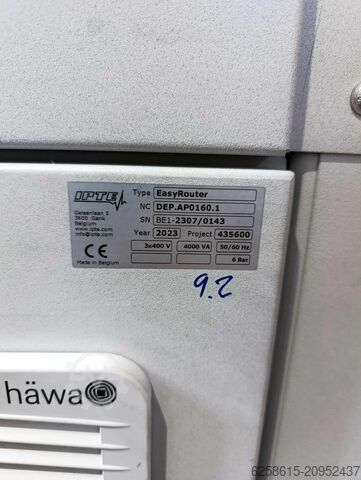 IPTE
Geleenlaan 5
3600 Genk
Belgium
www.ipte.com
info@ipte.com
CE
Made in Belgium
Type EasyRouter
NC DEP.AP0160.1
SN BE1-2307/0143
Year 2023 Project 435600
3x400 V 4000 VA 50/60 Hz
6 Bar
9.2
häwa
6258615-20952437